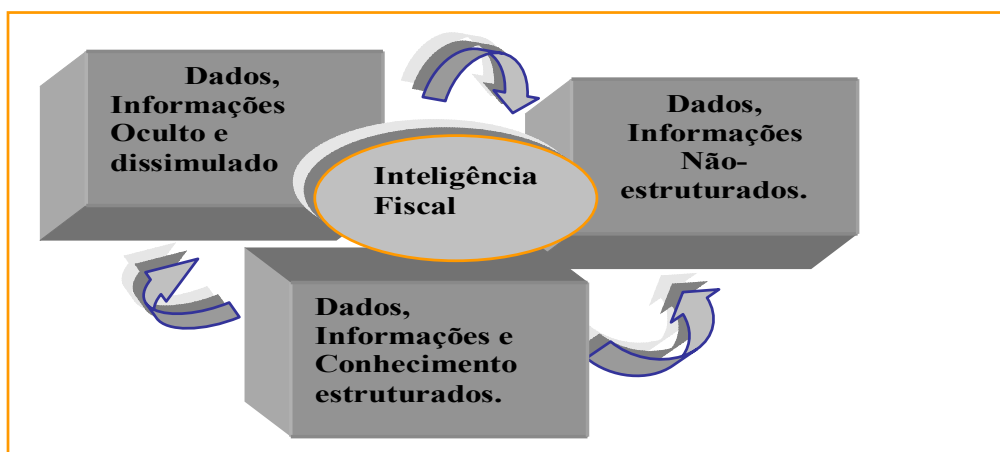 Dados,
Informações
Oculto e
dissimulado
Inteligência
Fiscal
Dados,
Informações
Não-
estruturados.
Dados,
Informações e
Conhecimento
estruturados.